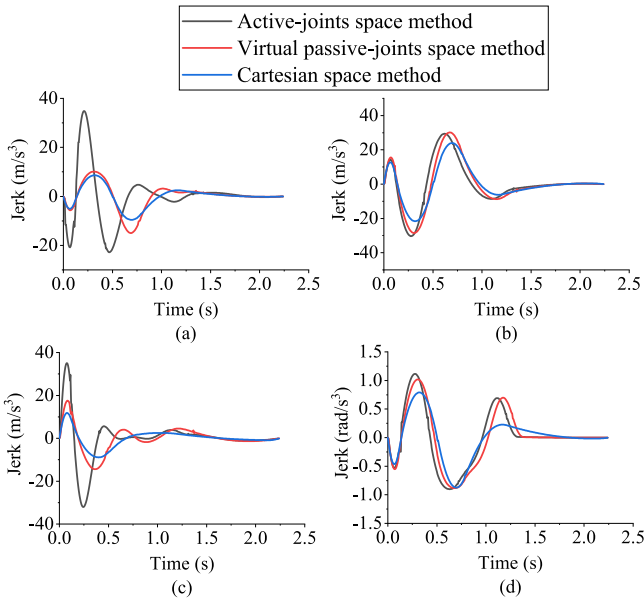 Active-joints space method
Virtual passive-joints space method
Cartesian space method
40
20
0
-20
Jerk (m/s³)
0.0 0.5 1.0 1.5 2.0 2.5
Time (s)
(a)
40
20
0
-20
-40
Jerk (m/s³)
0.0 0.5 1.0 1.5 2.0 2.5
Time (s)
(b)
40
20
0
-20
-40
Jerk (m/s³)
0.0 0.5 1.0 1.5 2.0 2.5
Time (s)
(c)
1.5
1.0
0.5
0.0
-0.5
-1.0
-1.5
Jerk (rad/s³)
0.0 0.5 1.0 1.5 2.0 2.5
Time (s)
(d)